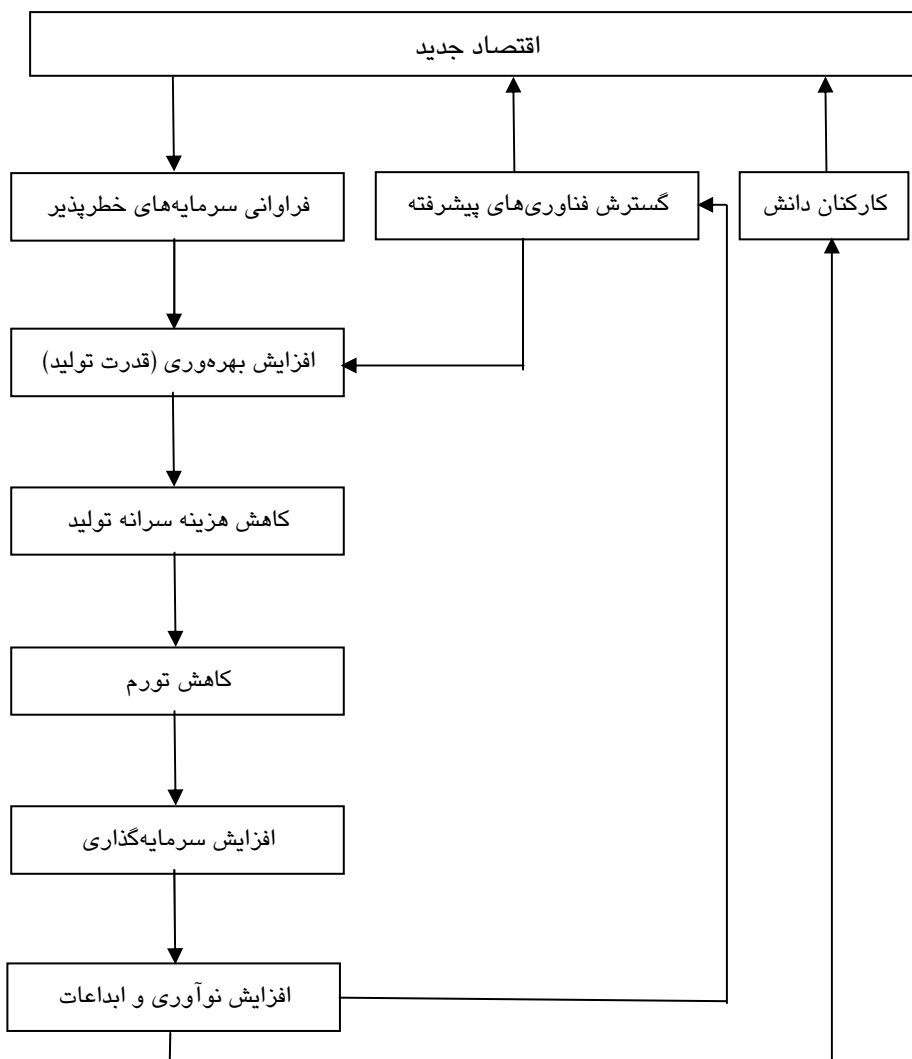 اقتصاد جدید
کارکنان دانش
گسترش فناوری‌های پیشرفته
فراوانی سرمایه‌های خطرپذیر
افزایش بهره‌وری (قدرت تولید)
کاهش هزینه سرانه تولید
کاهش تورم
افزایش سرمایه‌گذاری
افزایش نوآوری و ابداعات